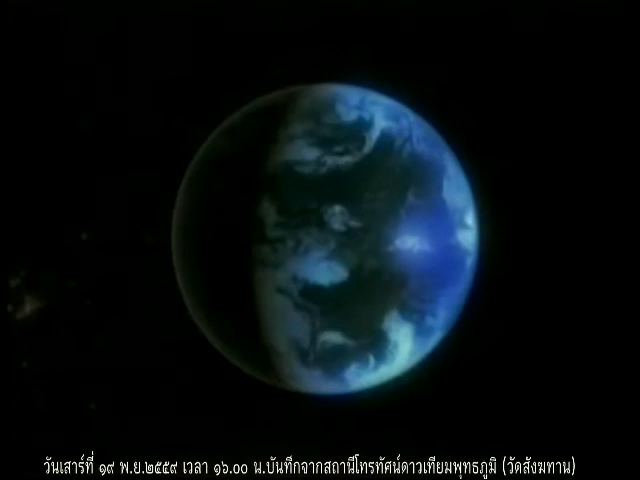 วันเสาร์ที่ ๑๙ พ.ย.๒๕๕๙ เวลา ๑๖.๐๐ น.บันทึกจากสถานีโทรทัศน์ดาวเทียมพุทธภูมิ (วัดสังฆทาน)